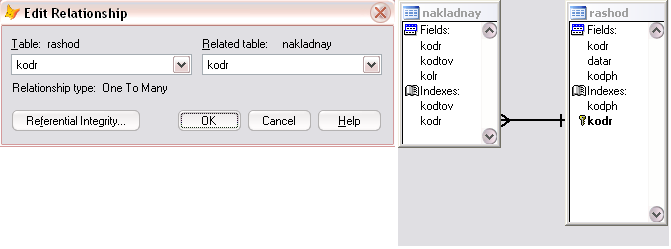 Edit Relationship
Table: rashod
Related table: nakladnay
kodr
kodr
Relationship type: One To Many
Referential Integrity...
OK
Cancel
Help
nakladnay
Fields:
kodr
kodtov
kolr
Indexes:
kodtov
kodr
rashod
Fields:
kodr
datar
kodph
Indexes:
kodph
kodr